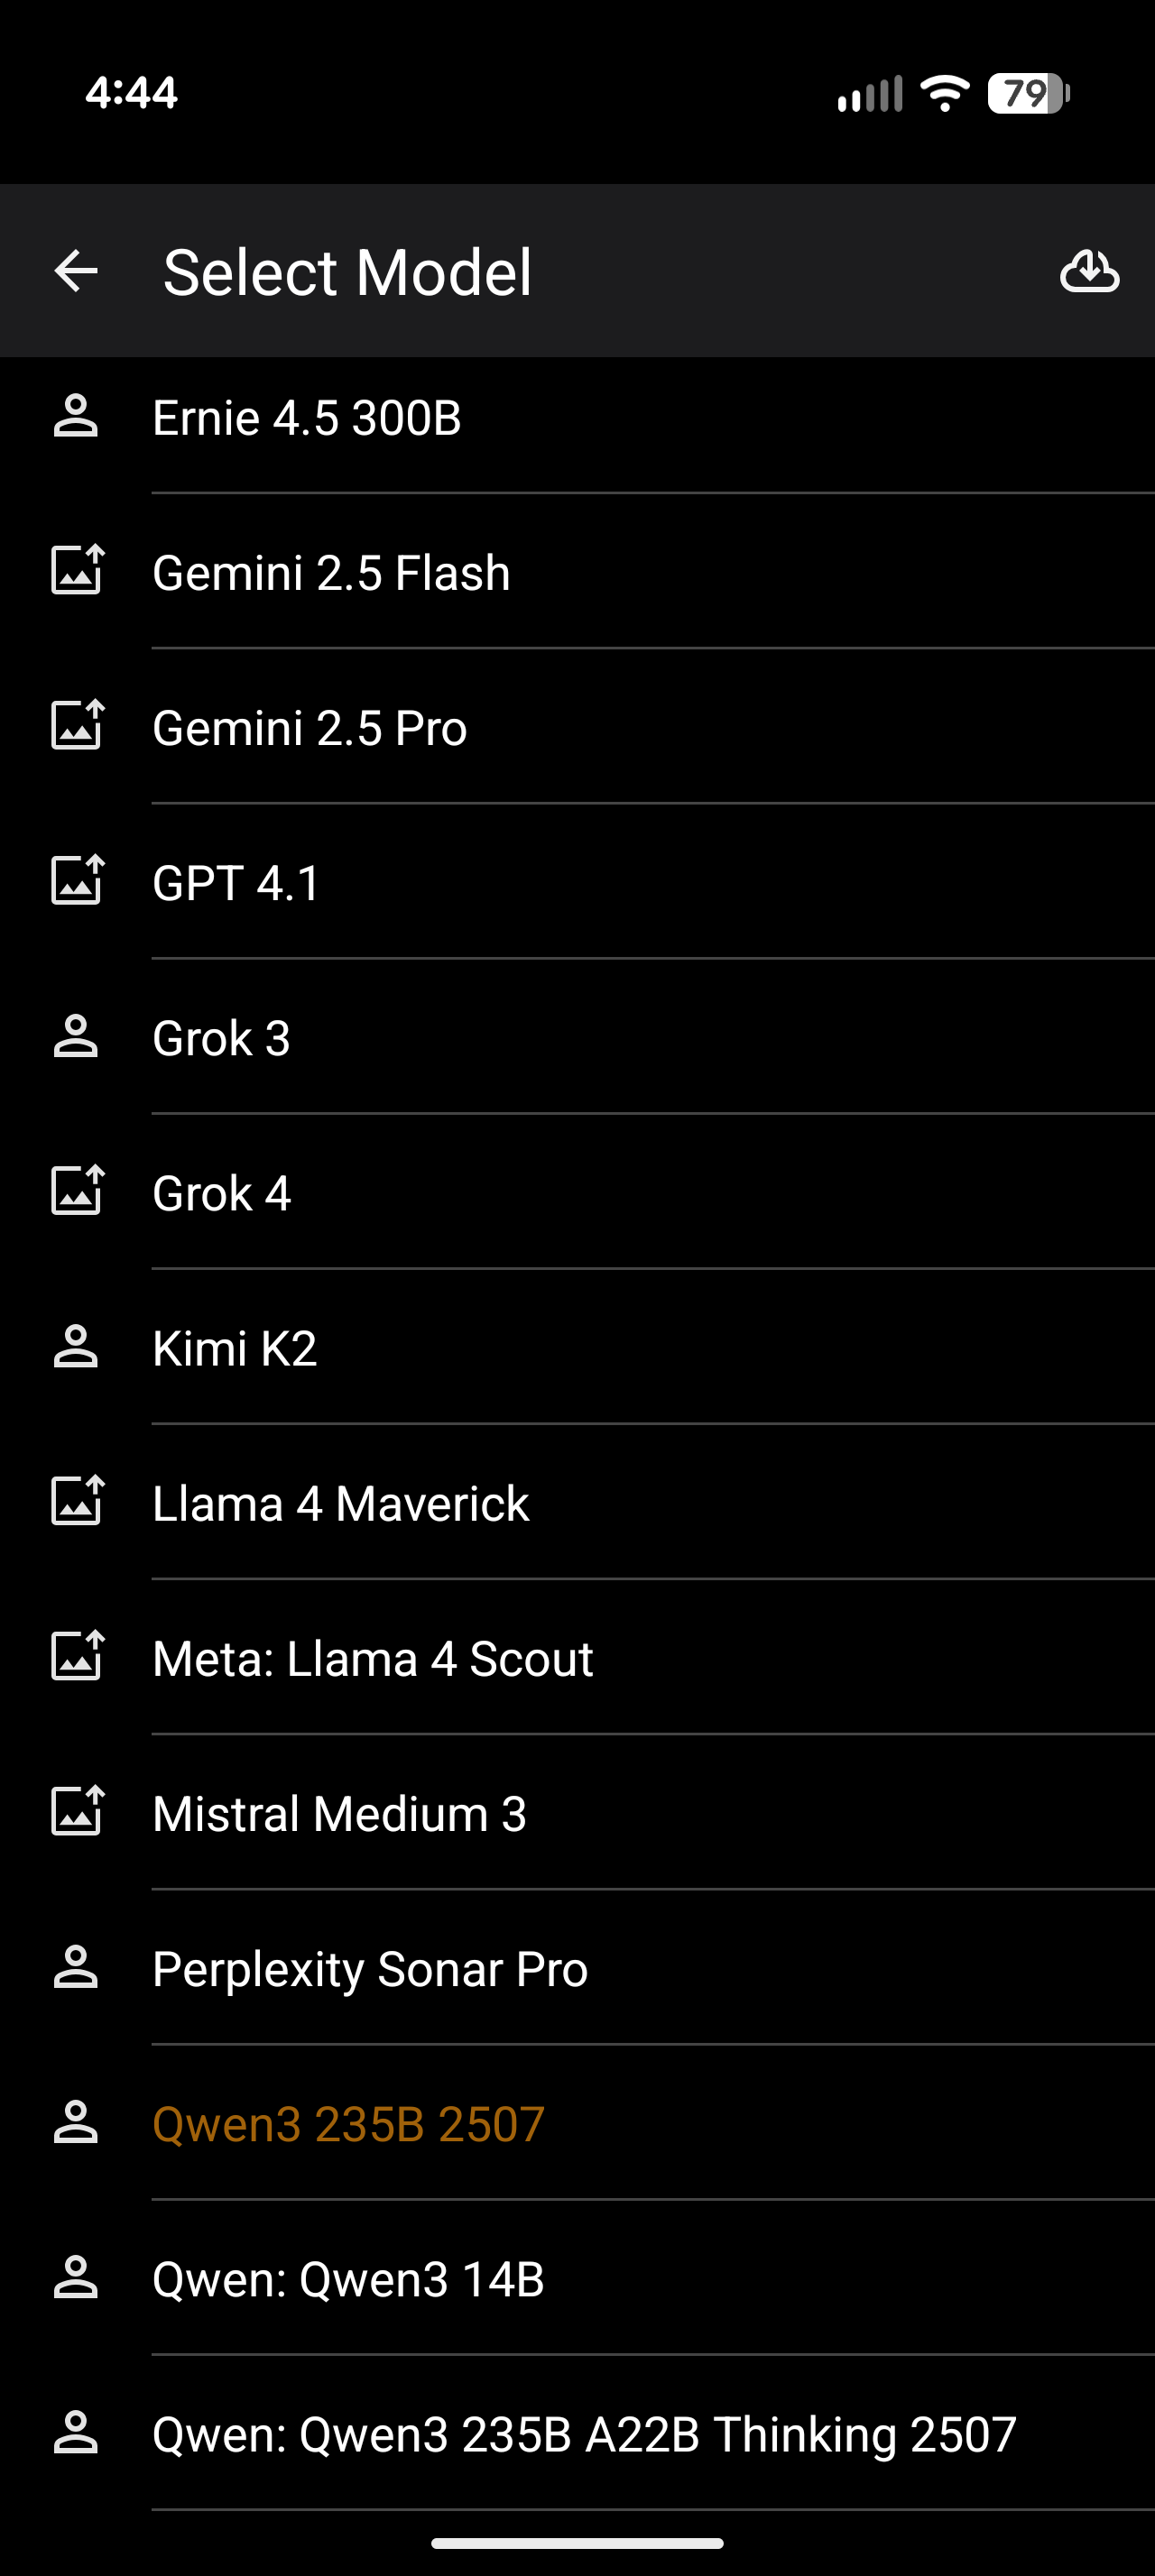 4:44
79
Select Model
Ernie 4.5 300B
Gemini 2.5 Flash
Gemini 2.5 Pro
GPT 4.1
Grok 3
Grok 4
Kimi K2
Llama 4 Maverick
Meta: Llama 4 Scout
Mistral Medium 3
Perplexity Sonar Pro
Qwen3 235B 2507
Qwen: Qwen3 14B
Qwen: Qwen3 235B A22B Thinking 2507